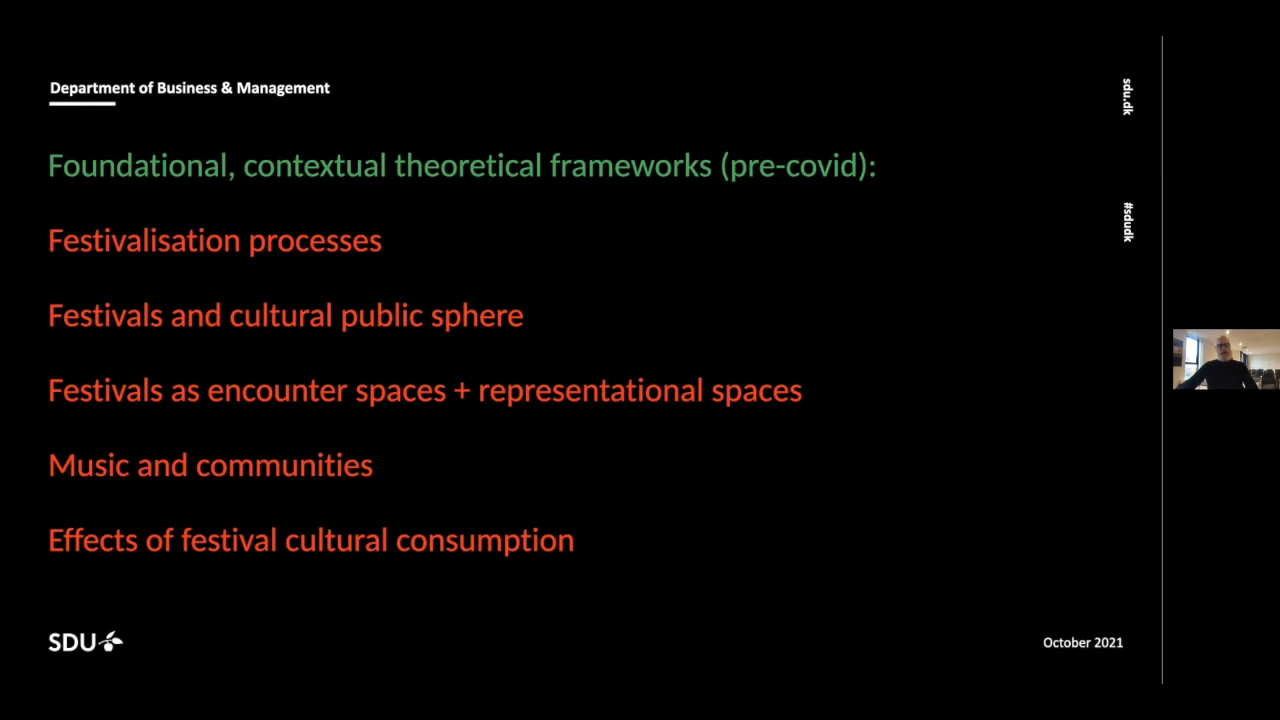 Department of Business & Management
sdu.dk
Foundational, contextual theoretical frameworks (pre-covid):
#sdudk
Festivalisation processes
Festivals and cultural public sphere
Festivals as encounter spaces + representational spaces
Music and communities
Effects of festival cultural consumption
SDU
October 2021